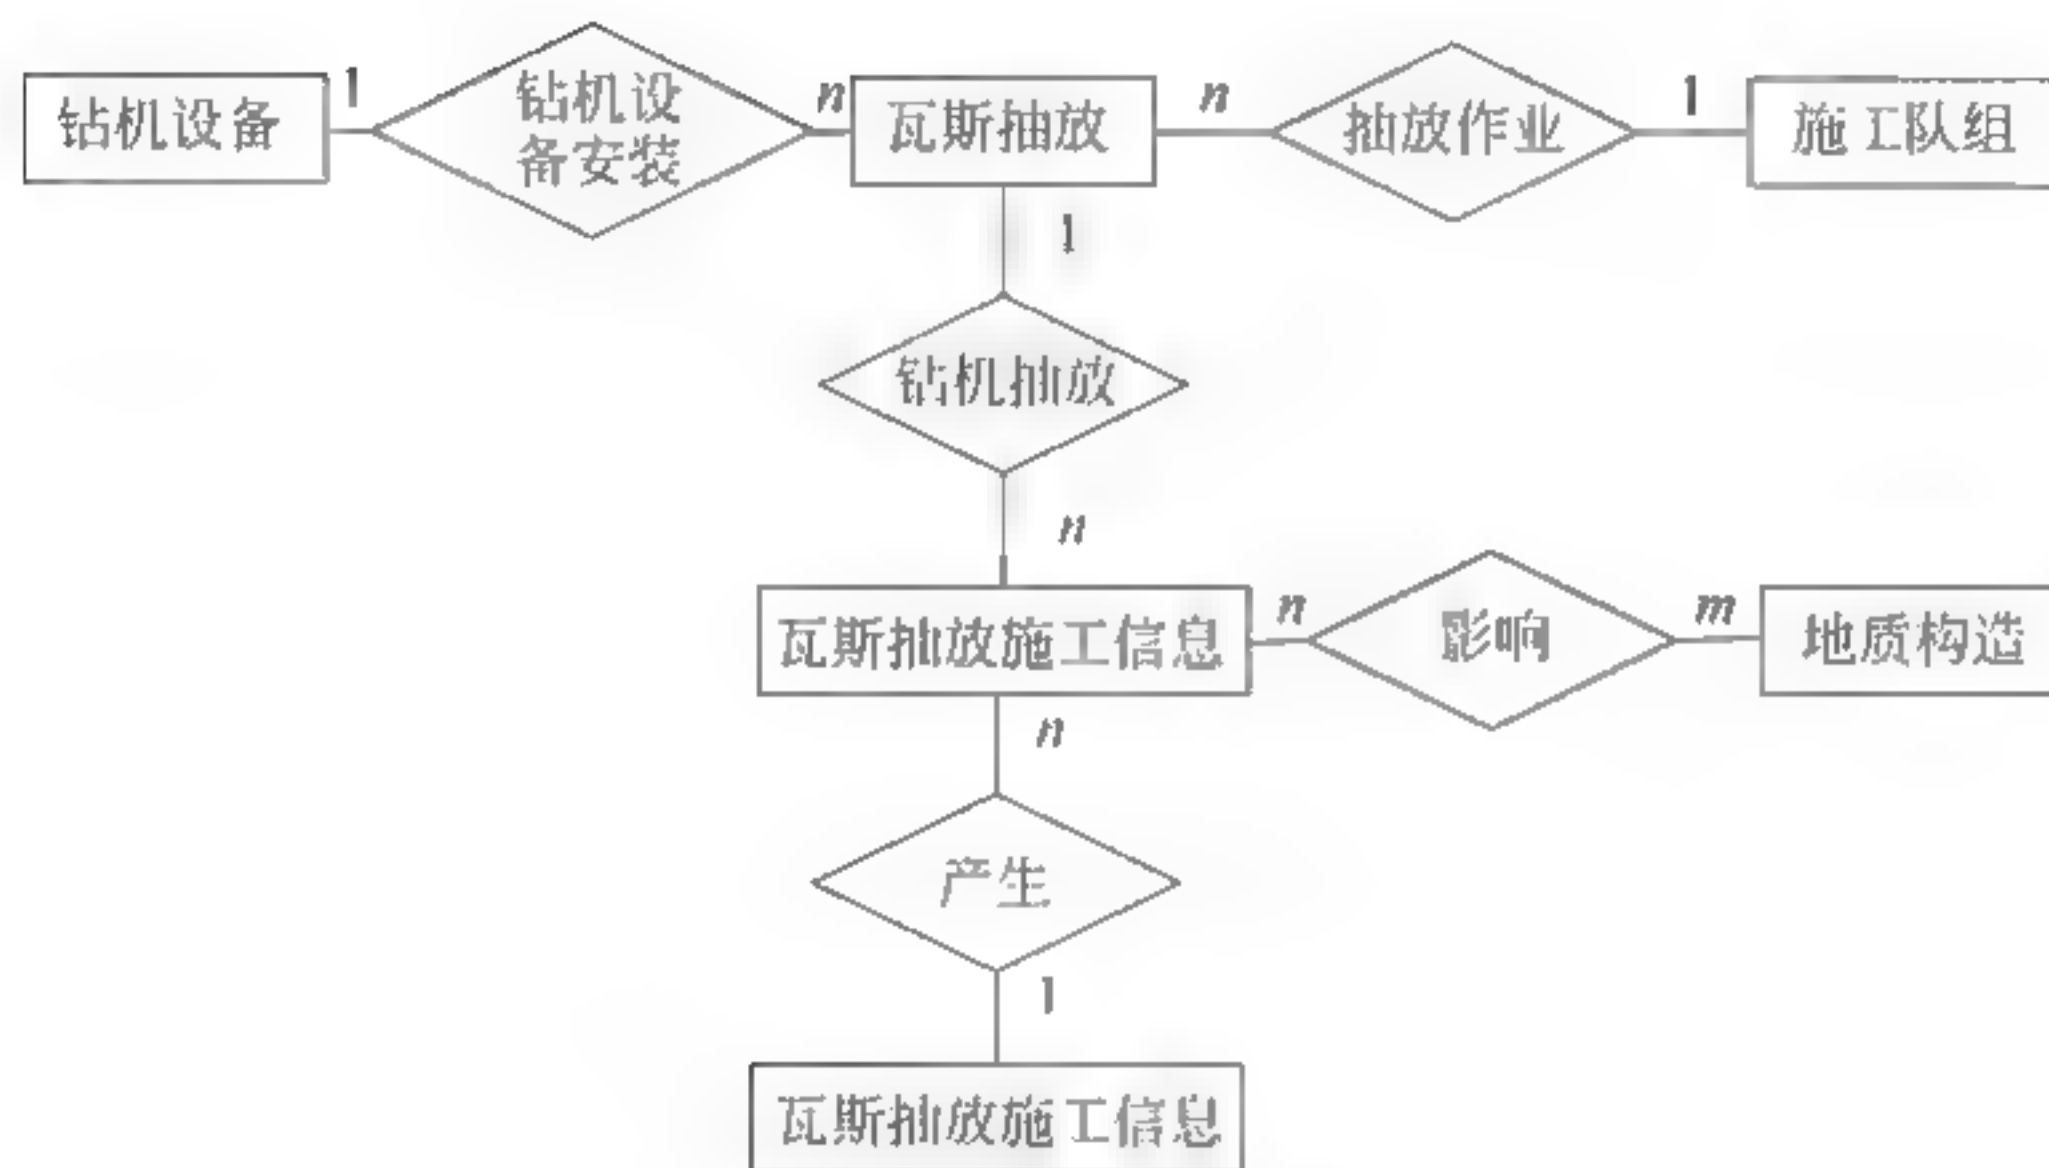 钻机设备
1
钻机设
备安装
n
瓦斯抽放
n
抽放作业
1
施工队组
1
钻机抽放
n
瓦斯抽放施工信息
n
影响
m
地质构造
n
产生
1
瓦斯抽放施工信息